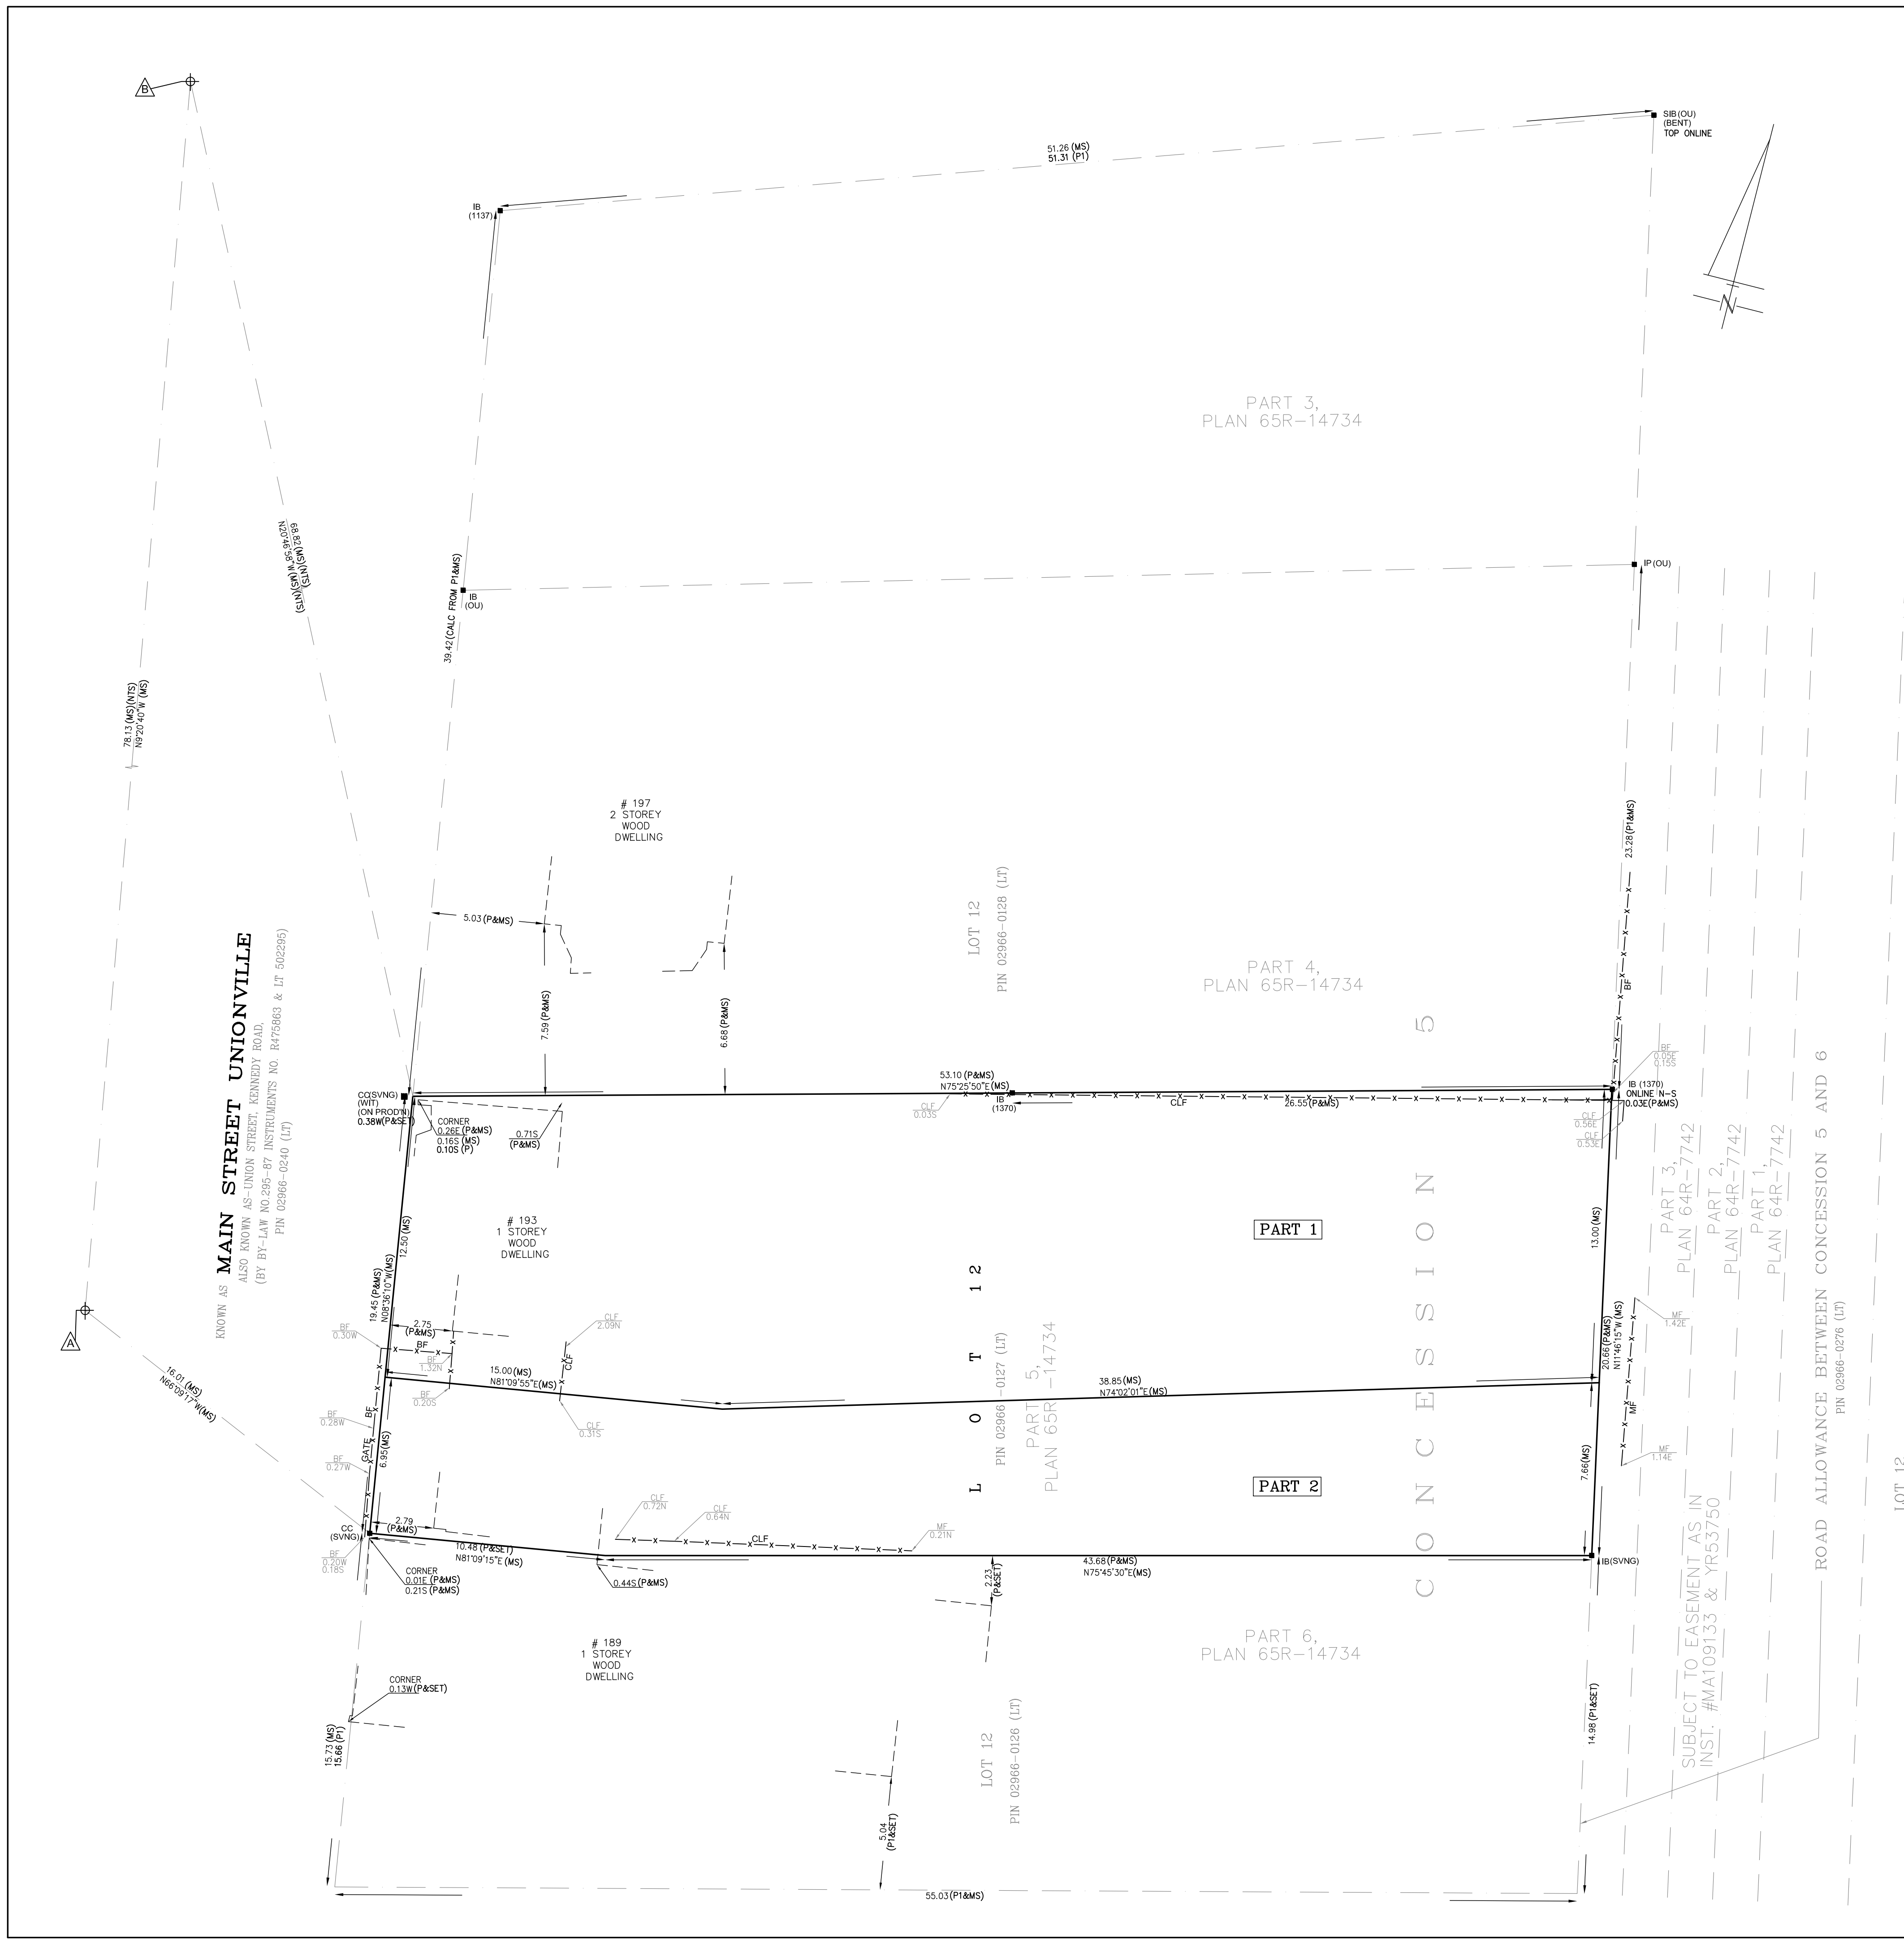 B
SIB (OU)
(BENT)
TOP ONLINE
51.26 (MS)
51.31 (P1)
IB
(1137)
N
PART 3,
PLAN 65R-14734
68.82 (MS)(NTS)
N20°46'58"W (MS)(NTS)
IP (OU)
IB
(OU)
39.42 (CALC FROM P1&MS)
78.13 (MS)(NTS)
N9°20'40"W (MS)
# 197
2 STOREY
WOOD
DWELLING
23.28 (P1&MS)
BF
5.03 (P&MS)
7.59 (P&MS)
6.68 (P&MS)
LOT 12
PIN 02966-0128 (LT)
PART 4,
PLAN 65R-14734
KNOWN AS MAIN STREET UNIONVILLE
ALSO KNOWN AS-UNION STREET, KENNEDY ROAD,
(BY BY-LAW NO.295-87 INSTRUMENTS NO. R475863 & LT 502295)
PIN 02966-0240 (LT)
CONCESSION 5
BF
0.05E
0.15S
IB (1370)
ONLINE N-S
0.03E (P&MS)
53.10 (P&MS)
N75°25'50"E (MS)
IB
(1370)
CLF
0.03S
CLF
26.55 (P&MS)
CLF
0.56E
CLF
0.53E
CC(SVNG)
(WIT)
(ON PROD'N)
0.38W(P&SET)
CORNER
0.26E (P&MS)
0.16S (MS)
0.10S (P)
0.71S
(P&MS)
12.50 (MS)
19.45 (P&MS)
N08°36'10"W(MS)
# 193
1 STOREY
WOOD
DWELLING
PART 1
13.00 (MS)
20.66 (P&MS)
N11°46'15"W (MS)
PART 3,
PLAN 64R-7742
PART 2,
PLAN 64R-7742
PART 1,
PLAN 64R-7742
ROAD ALLOWANCE BETWEEN CONCESSION 5 AND 6
PIN 02966-0276 (LT)
MF
1.42E
MF
MF
1.14E
A
16.01 (MS)
N66°09'17"W(MS)
BF
0.30W
2.75
(P&MS)
BF
BF
1.32N
BF
0.20S
CLF
2.09N
CLF
CLF
0.31S
15.00 (MS)
N81°09'55"E(MS)
38.85 (MS)
N74°02'01"E (MS)
LOT 12
PIN 02966-0127 (LT)
PART 5,
PLAN 65R-14734
BF
0.28W
BF
GATE
BF
0.27W
6.95(MS)
PART 2
7.66(MS)
2.79
(P&MS)
CC
(SVNG)
BF
0.20W
0.18S
CLF
0.72N
CLF
0.64N
CLF
MF
0.21N
10.48 (P&SET)
N81°09'15"E (MS)
CORNER
0.01E (P&MS)
0.21S (P&MS)
0.44S (P&MS)
2.23
(P&SET)
43.68 (P&MS)
N75°45'30"E(MS)
IB(SVNG)
SUBJECT TO EASEMENT AS IN
INST. #MA109133 & YR53750
LOT 12
# 189
1 STOREY
WOOD
DWELLING
PART 6,
PLAN 65R-14734
CORNER
0.13W (P&SET)
15.73 (MS)
15.66 (P1)
LOT 12
PIN 02966-0126 (LT)
14.98 (P1&SET)
5.04
(P1&SET)
55.03 (P1&MS)